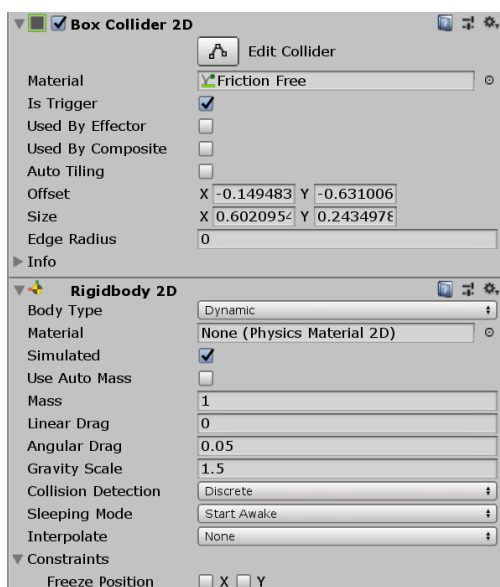 Box Collider 2D
Edit Collider
Material Friction Free
Is Trigger
Used By Effector
Used By Composite
Auto Tiling
Offset X -0.149483 Y -0.631006
Size X 0.6020954 Y 0.2434978
Edge Radius 0
Info
Rigidbody 2D
Body Type Dynamic
Material None (Physics Material 2D)
Simulated
Use Auto Mass
Mass 1
Linear Drag 0
Angular Drag 0.05
Gravity Scale 1.5
Collision Detection Discrete
Sleeping Mode Start Awake
Interpolate None
Constraints
Freeze Position X Y